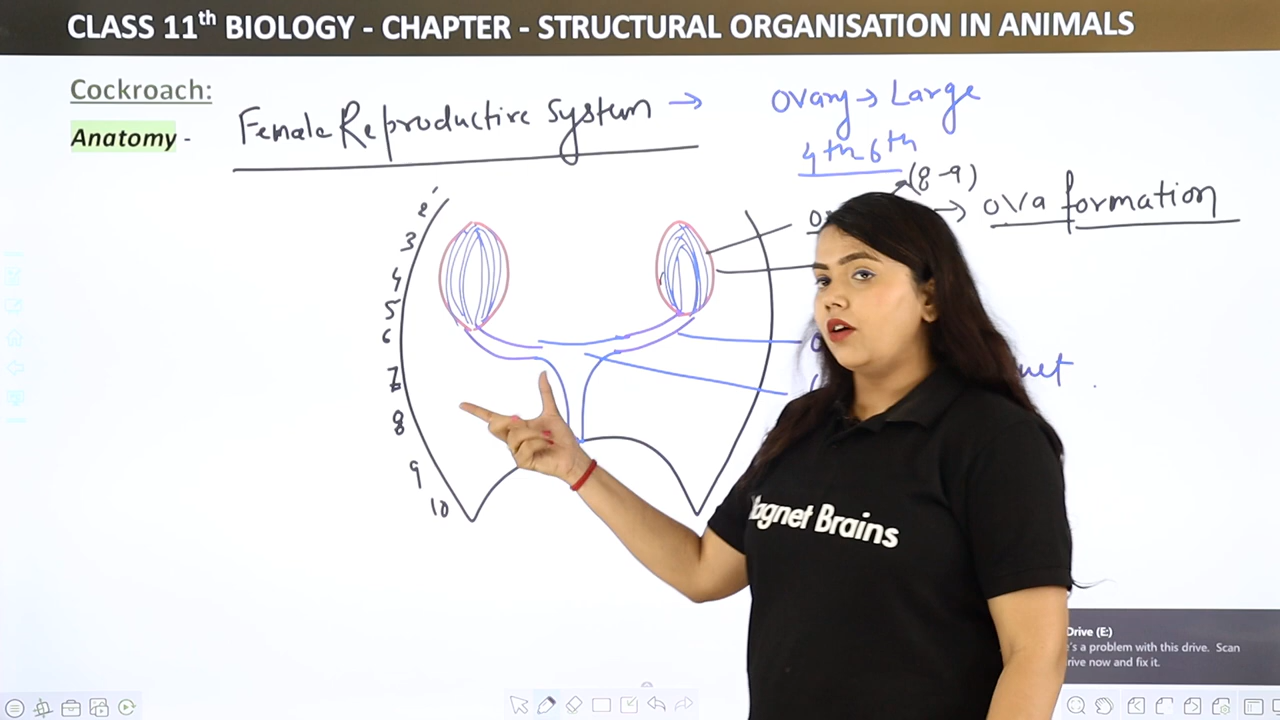 CLASS 11th BIOLOGY - CHAPTER - STRUCTURAL ORGANISATION IN ANIMALS
Cockroach:
Anatomy -
Female Reproductive System →
Ovary → Large
4th 6th
(8-9)
→ ova formation
2
3
4
5
6
7
8
9
10
agnet Brains
Drive (E:)
's a problem with this drive. Scan
rive now and fix it.